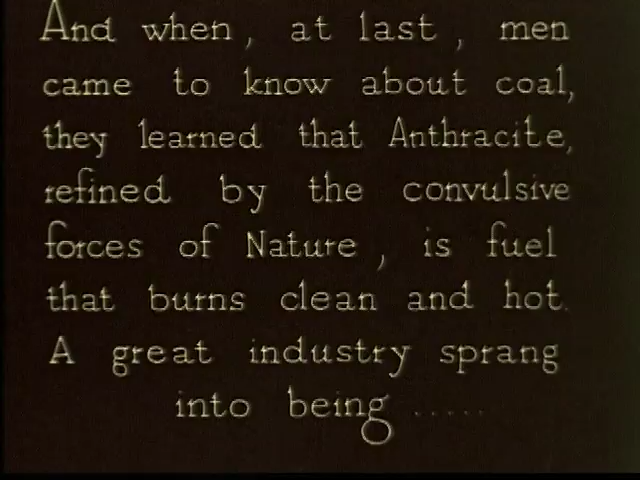 And when, at last, men
came to know about coal,
they learned that Anthracite,
refined by the convulsive
forces of Nature, is fuel
that burns clean and hot.
A great industry sprang
into being .....